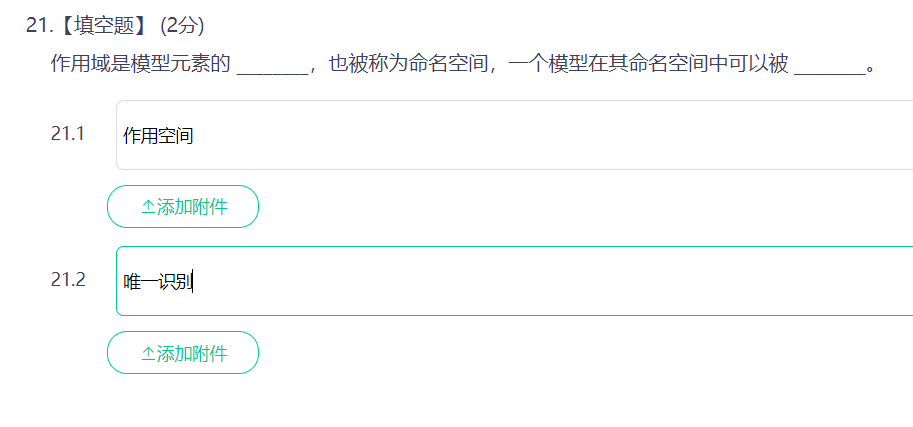 21.【填空题】 (2分)
作用域是模型元素的 ________，也被称为命名空间，一个模型在其命名空间中可以被 ________。
21.1
作用空间
添加附件
21.2
唯一识别
添加附件